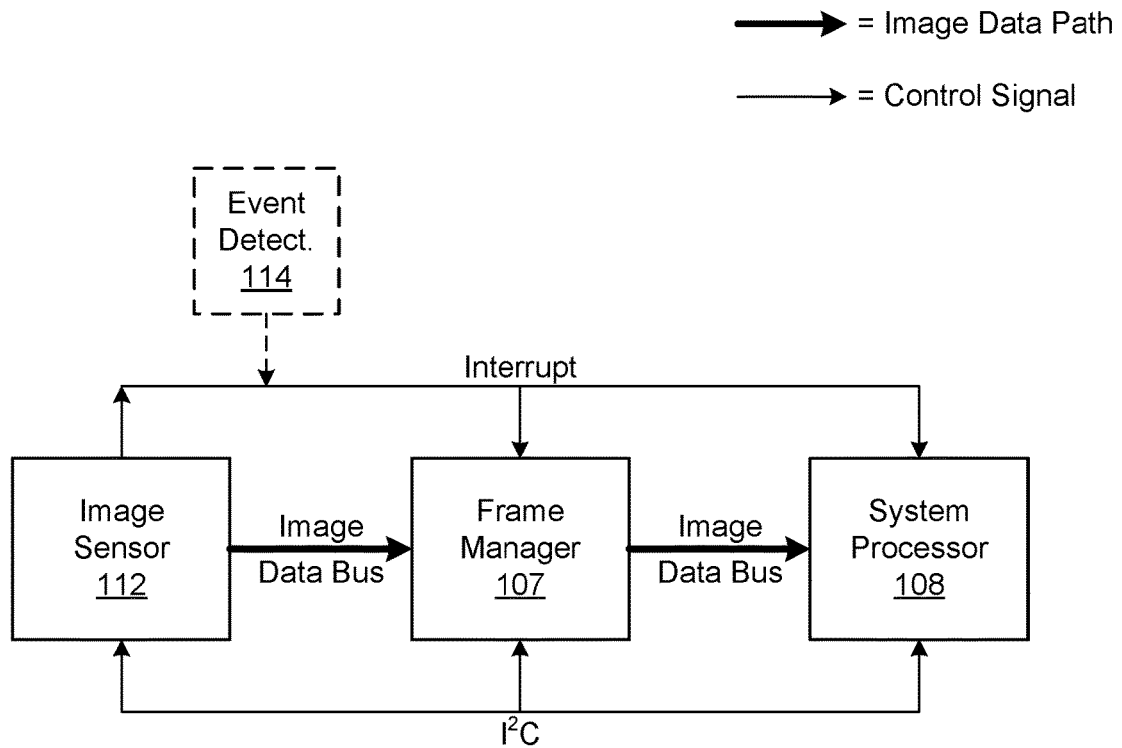 = Image Data Path
= Control Signal
Event
Detect.
114
Interrupt
Image
Sensor
112
Image
Data Bus
Frame
Manager
107
Image
Data Bus
System
Processor
108
I²C